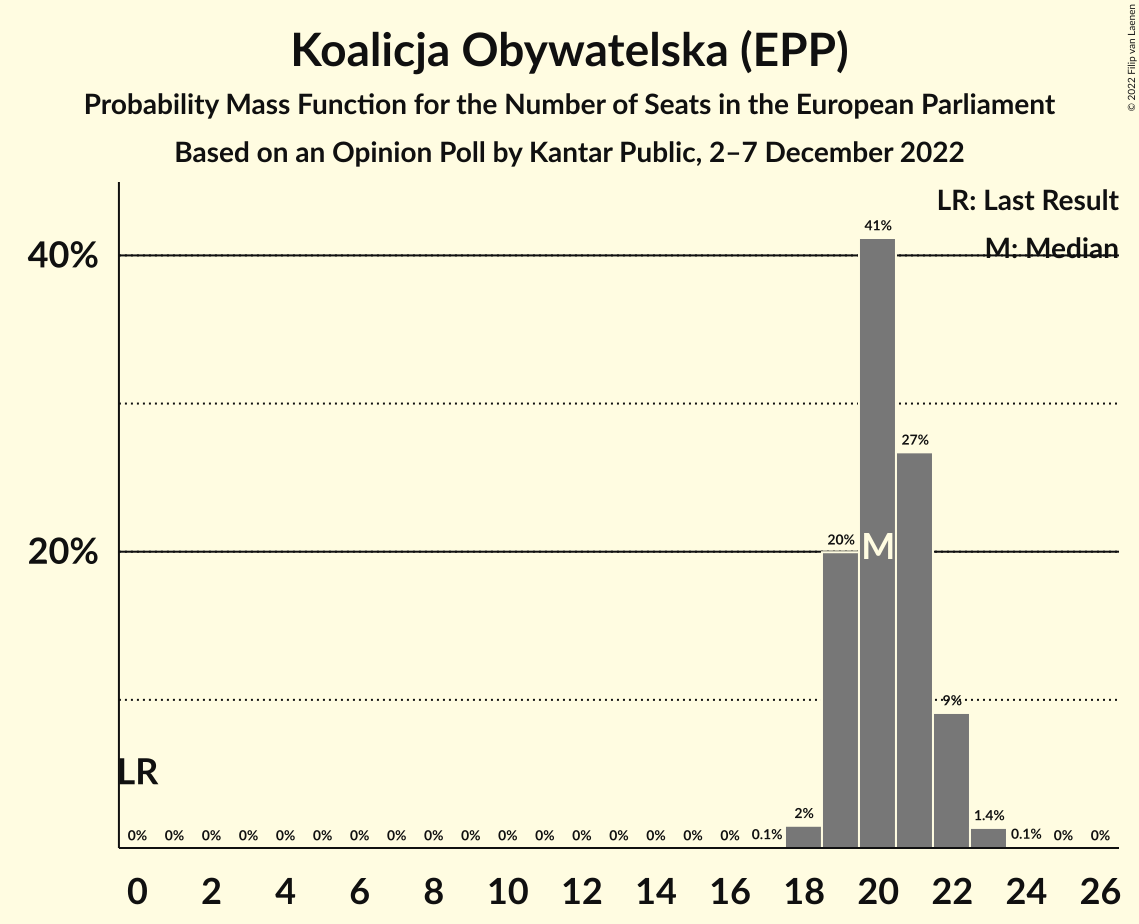 Koalicja Obywatelska (EPP)
Probability Mass Function for the Number of Seats in the European Parliament
Based on an Opinion Poll by Kantar Public, 2–7 December 2022
© 2022 Filip van Laenen
LR: Last Result
M: Median
40%
20%
41%
27%
20%
M
9%
LR
0% 0% 0% 0% 0% 0% 0% 0% 0% 0% 0% 0% 0% 0% 0% 0% 0% 0.1% 2% 1.4% 0.1% 0% 0%
0 2 4 6 8 10 12 14 16 18 20 22 24 26